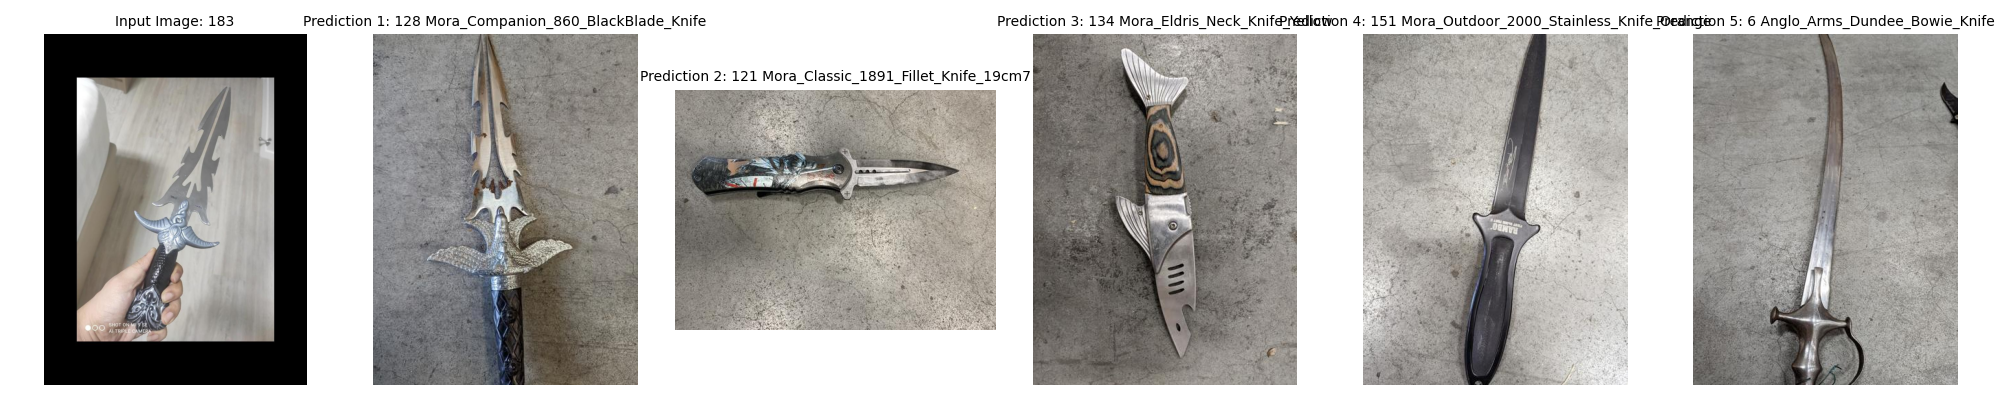 Input Image: 183
Prediction 1: 128 Mora_Companion_860_BlackBlade_Knife
Prediction 2: 121 Mora_Classic_1891_Fillet_Knife_19cm7
Prediction 3: 134 Mora_Eldris_Neck_Knife_Yellow
Prediction 4: 151 Mora_Outdoor_2000_Stainless_Knife_Orange
Prediction 5: 6 Anglo_Arms_Dundee_Bowie_Knife
RAMBO